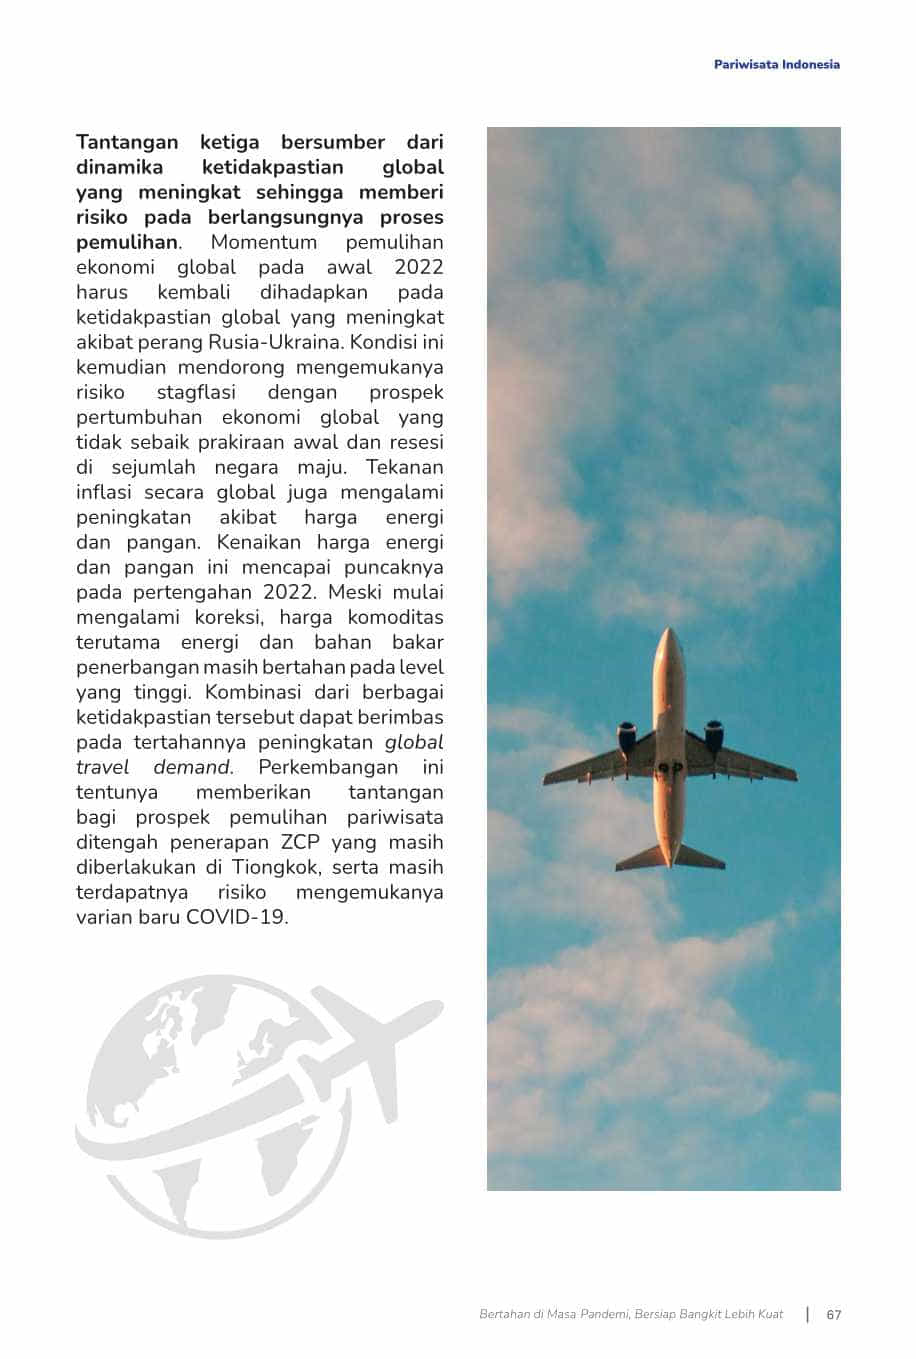 Pariwisata Indonesia
Tantangan ketiga bersumber dari
dinamika ketidakpastian global
yang meningkat sehingga memberi
risiko pada berlangsungnya proses
pemulihan. Momentum pemulihan
ekonomi global pada awal 2022
harus kembali dihadapkan pada
ketidakpastian global yang meningkat
akibat perang Rusia-Ukraina. Kondisi ini
kemudian mendorong mengemukanya
risiko stagflasi dengan prospek
pertumbuhan ekonomi global yang
tidak sebaik prakiraan awal dan resesi
di sejumlah negara maju. Tekanan
inflasi secara global juga mengalami
peningkatan akibat harga energi
dan pangan. Kenaikan harga energi
dan pangan ini mencapai puncaknya
pada pertengahan 2022. Meski mulai
mengalami koreksi, harga komoditas
terutama energi dan bahan bakar
penerbangan masih bertahan pada level
yang tinggi. Kombinasi dari berbagai
ketidakpastian tersebut dapat berimbas
pada tertahannya peningkatan global
travel demand. Perkembangan ini
tentunya memberikan tantangan
bagi prospek pemulihan pariwisata
ditengah penerapan ZCP yang masih
diberlakukan di Tiongkok, serta masih
terdapatnya risiko mengemukanya
varian baru COVID-19.
Bertahan di Masa Pandemi, Bersiap Bangkit Lebih Kuat | 67